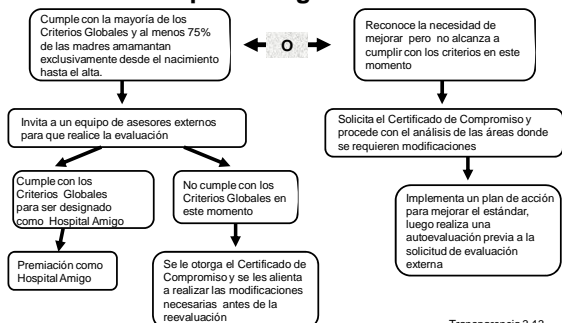 Cumple con la mayoría de los
Criterios Globales y al menos 75%
de las madres amamantan
exclusivamente desde el nacimiento
hasta el alta.
O
Reconoce la necesidad de
mejorar pero no alcanza a
cumplir con los criterios en este
momento
Invita a un equipo de asesores externos
para que realice la evaluación
Solicita el Certificado de Compromiso y
procede con el análisis de las áreas donde
se requieren modificaciones
Cumple con los
Criterios Globales
para ser designado
como Hospital Amigo
No cumple con los
Criterios Globales en
este momento
Implementa un plan de acción
para mejorar el estándar,
luego realiza una
autoevaluación previa a la
solicitud de evaluación
externa
Premiación como
Hospital Amigo
Se le otorga el Certificado de
Compromiso y se les alienta
a realizar las modificaciones
necesarias antes de la
reevaluación